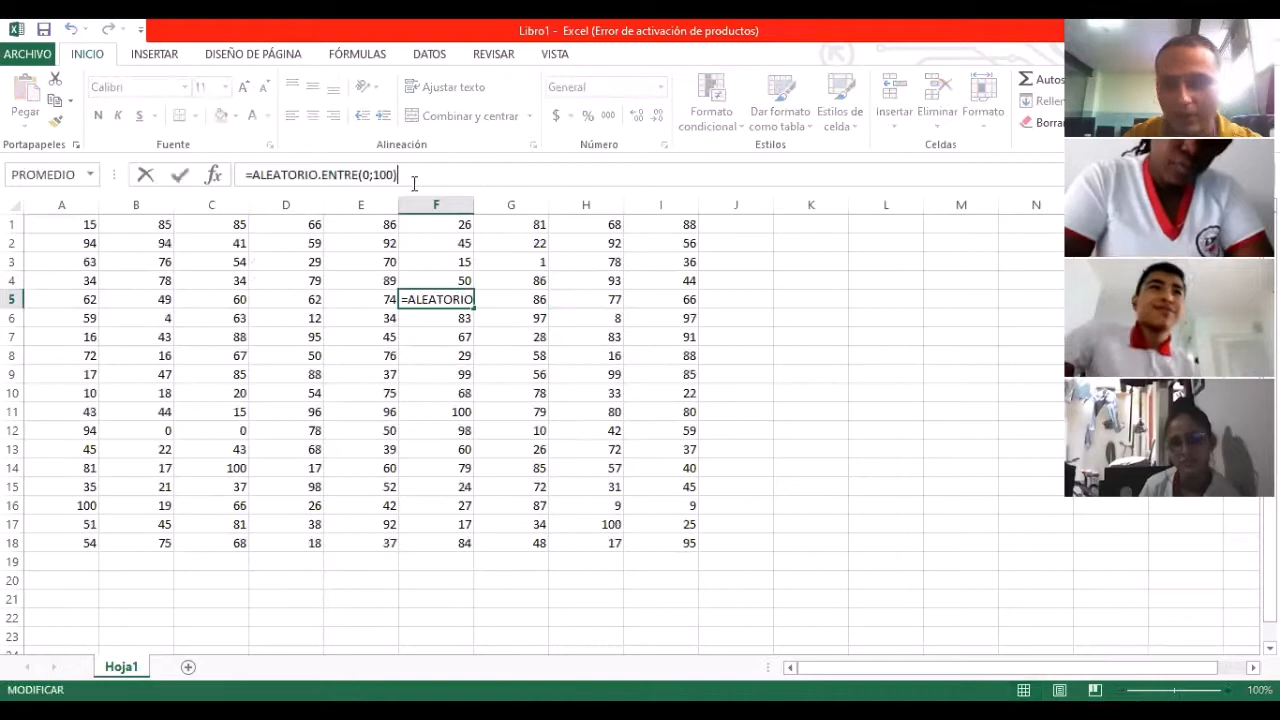 Libro1 - Excel (Error de activación de productos)
ARCHIVO INICIO INSERTAR DISEÑO DE PÁGINA FÓRMULAS DATOS REVISAR VISTA
Calibri 11 Ajustar texto General Autos
Pegar N K S Combinar y centrar $ % 000 Formato condicional Dar formato como tabla Estilos de celda Insertar Eliminar Formato Reller
Borra
Portapapeles Fuente Alineación Número Estilos Celdas
PROMEDIO fx =ALEATORIO.ENTRE(0;100)
A B C D E F G H I J K L M N
1 15 85 85 66 86 26 81 68 88
2 94 94 41 59 92 45 22 92 56
3 63 76 54 29 70 15 1 78 36
4 34 78 34 79 89 50 86 93 44
5 62 49 60 62 74 =ALEATORIO 86 77 66
6 59 4 63 12 34 83 97 8 97
7 16 43 88 95 45 67 28 83 91
8 72 16 67 50 76 29 58 16 88
9 17 47 85 88 37 99 56 99 85
10 10 18 20 54 75 68 78 33 22
11 43 44 15 96 96 100 79 80 80
12 94 0 0 78 50 98 10 42 59
13 45 22 43 68 39 60 26 72 37
14 81 17 100 17 60 79 85 57 40
15 35 21 37 98 52 24 72 31 45
16 100 19 66 26 42 27 87 9 9
17 51 45 81 38 92 17 34 100 25
18 54 75 68 18 37 84 48 17 95
19
20
21
22
23
Hoja1
MODIFICAR 100%